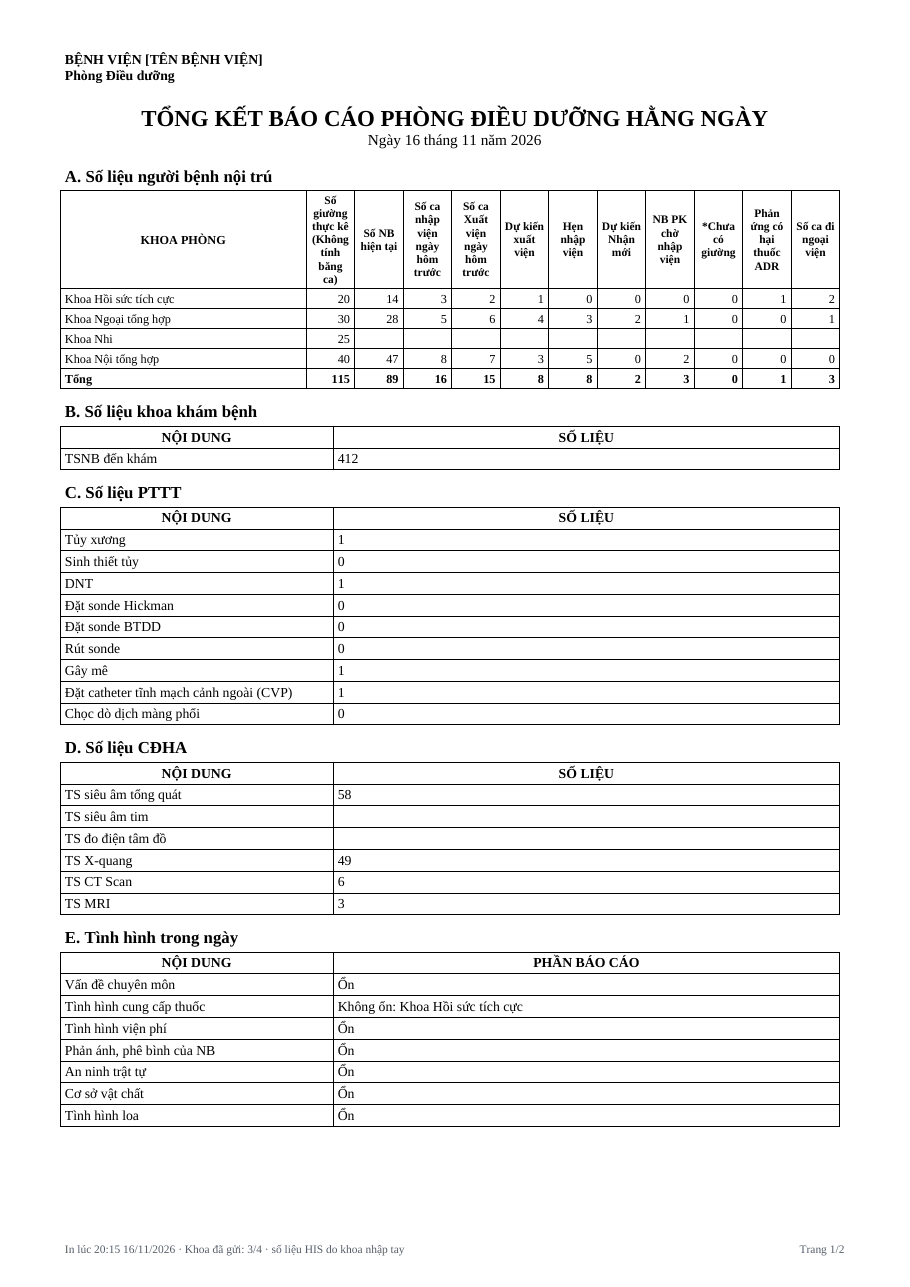 BỆNH VIỆN [TÊN BỆNH VIỆN]
Phòng Điều dưỡng
TỔNG KẾT BÁO CÁO PHÒNG ĐIỀU DƯỠNG HẰNG NGÀY
Ngày 16 tháng 11 năm 2026
A. Số liệu người bệnh nội trú
KHOA PHÒNG | Số giường thực kê (Không tính băng ca) | Số NB hiện tại | Số ca nhập viện ngày hôm trước | Số ca Xuất viện ngày hôm trước | Dự kiến xuất viện | Hẹn nhập viện | Dự kiến Nhận mới | NB PK chờ nhập viện | *Chưa có giường | Phản ứng có hại thuốc ADR | Số ca đi ngoại viện
Khoa Hồi sức tích cực 20 14 3 2 1 0 0 0 0 1 2
Khoa Ngoại tổng hợp 30 28 5 6 4 3 2 1 0 0 1
Khoa Nhi 25
Khoa Nội tổng hợp 40 47 8 7 3 5 0 2 0 0 0
Tổng 115 89 16 15 8 8 2 3 0 1 3
B. Số liệu khoa khám bệnh
NỘI DUNG SỐ LIỆU
TSNB đến khám 412
C. Số liệu PTTT
NỘI DUNG SỐ LIỆU
Tủy xương 1
Sinh thiết tủy 0
DNT 1
Đặt sonde Hickman 0
Đặt sonde BTDD 0
Rút sonde 0
Gây mê 1
Đặt catheter tĩnh mạch cảnh ngoài (CVP) 1
Chọc dò dịch màng phổi 0
D. Số liệu CĐHA
NỘI DUNG SỐ LIỆU
TS siêu âm tổng quát 58
TS siêu âm tim
TS đo điện tâm đồ
TS X-quang 49
TS CT Scan 6
TS MRI 3
E. Tình hình trong ngày
NỘI DUNG PHẦN BÁO CÁO
Vấn đề chuyên môn Ổn
Tình hình cung cấp thuốc Không ổn: Khoa Hồi sức tích cực
Tình hình viện phí Ổn
Phản ánh, phê bình của NB Ổn
An ninh trật tự Ổn
Cơ sở vật chất Ổn
Tình hình loa Ổn
In lúc 20:15 16/11/2026 · Khoa đã gửi: 3/4 · số liệu HIS do khoa nhập tay Trang 1/2